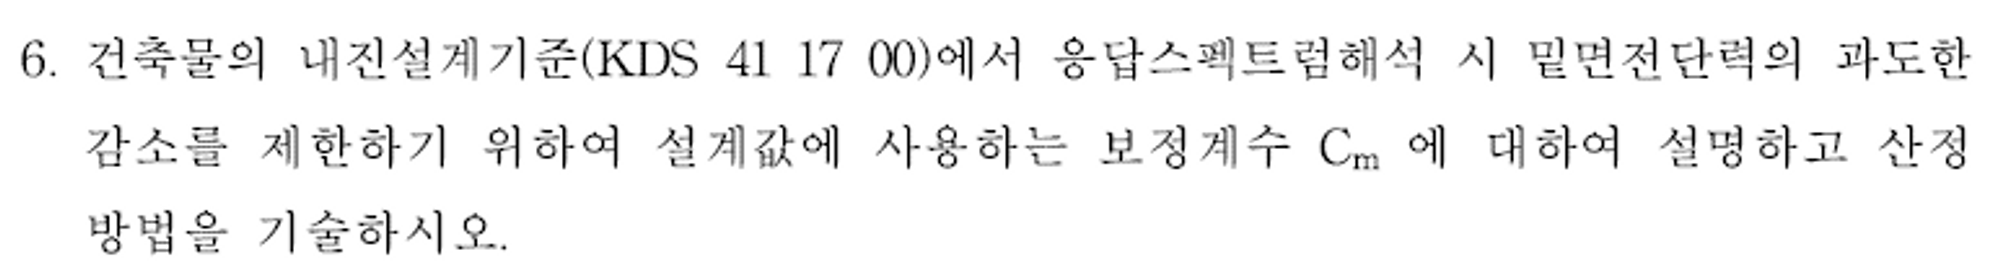 6. 건축물의 내진설계기준(KDS 41 17 00)에서 응답스펙트럼해석 시 밑면전단력의 과도한
감소를 제한하기 위하여 설계값에 사용하는 보정계수 Cm 에 대하여 설명하고 산정
방법을 기술하시오.